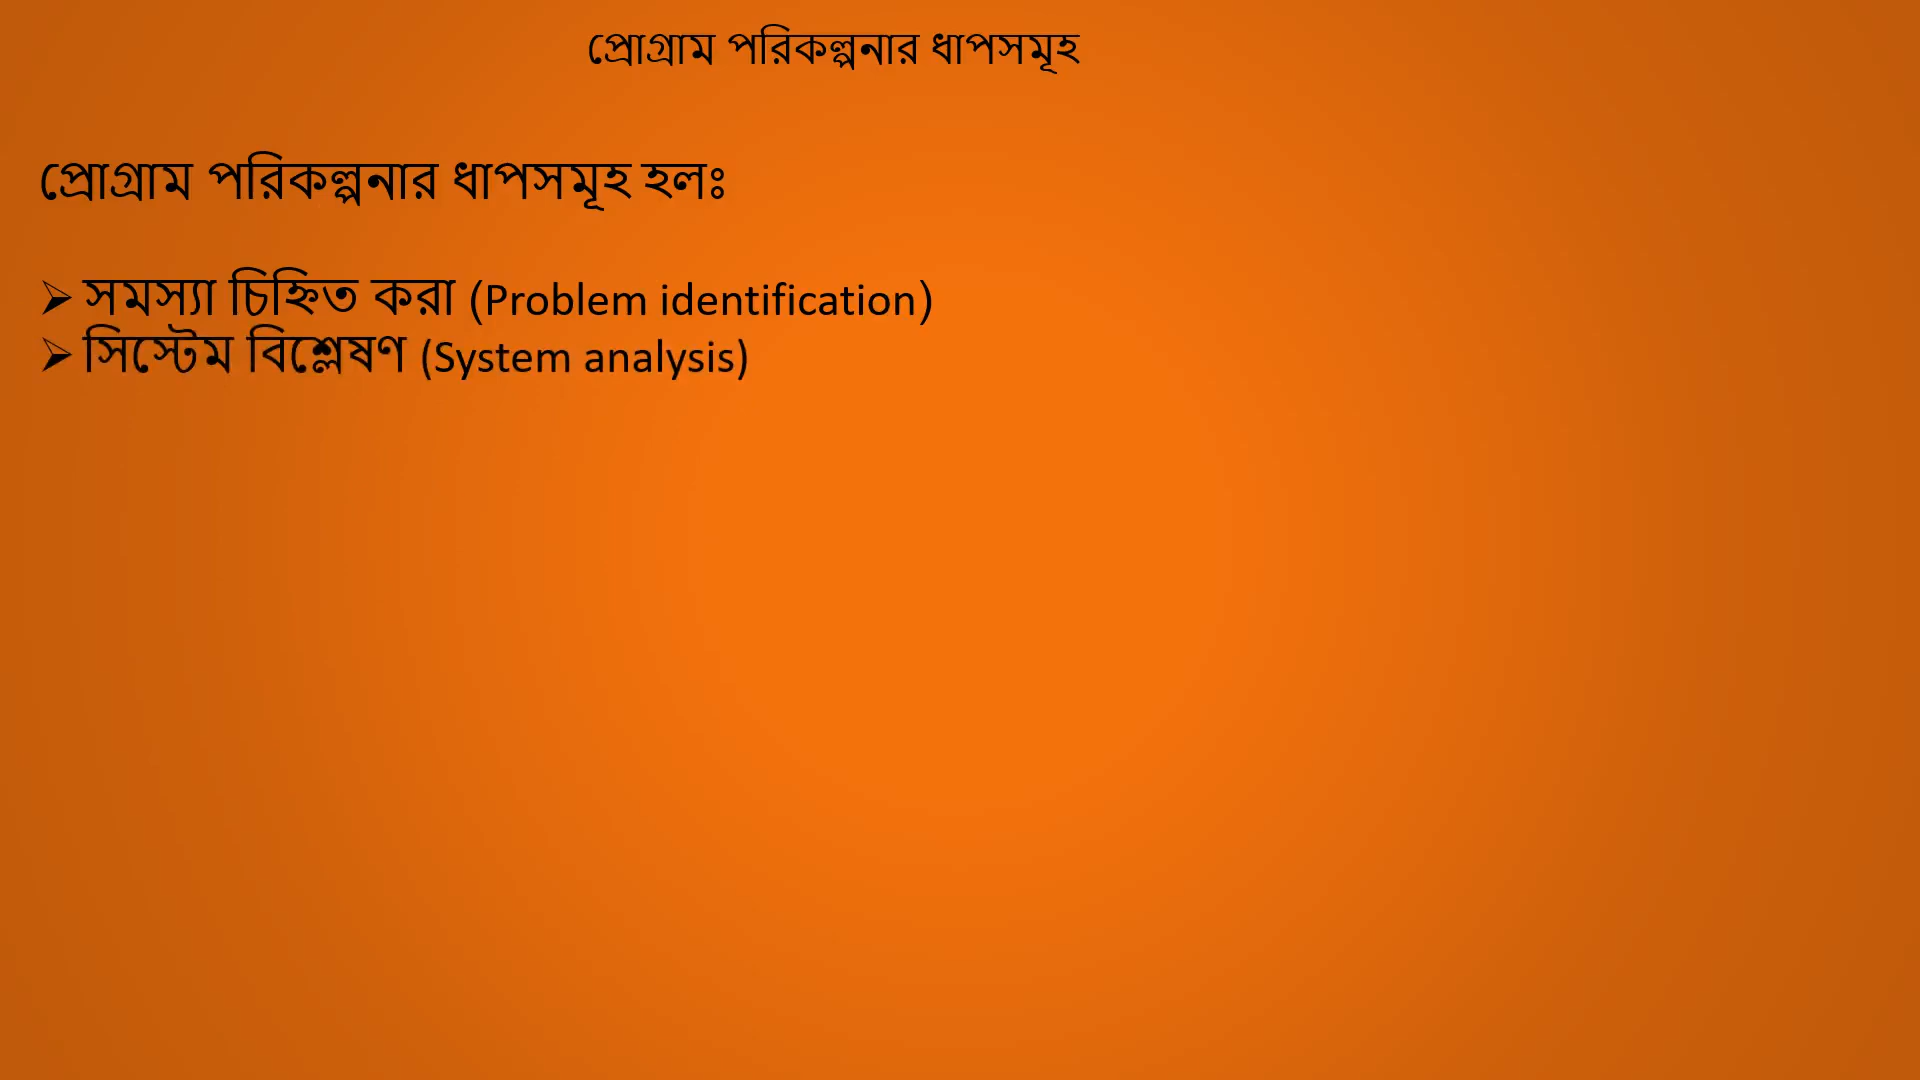 প্রোগ্রাম পরিকল্পনার ধাপসমূহ
প্রোগ্রাম পরিকল্পনার ধাপসমূহ হলঃ
➢ সমস্যা চিহ্নিত করা (Problem identification)
➢ সিস্টেম বিশ্লেষণ (System analysis)